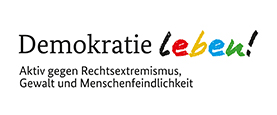 Demokratie leben!
Aktiv gegen Rechtsextremismus,
Gewalt und Menschenfeindlichkeit